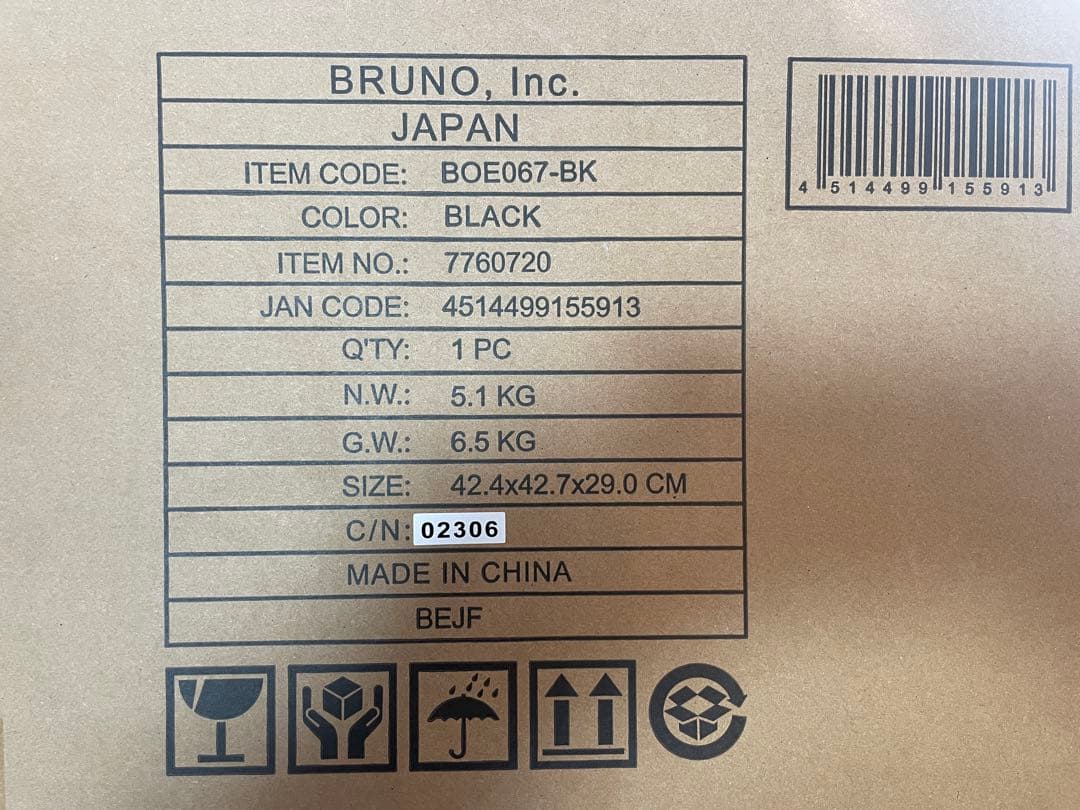 BRUNO, Inc.
JAPAN
ITEM CODE: BOE067-BK
COLOR: BLACK
ITEM NO.: 7760720
JAN CODE: 4514499155913
Q'TY: 1 PC
N.W.: 5.1 KG
G.W.: 6.5 KG
SIZE: 42.4x42.7x29.0 CM
C/N: 02306
MADE IN CHINA
BEJF
4 514499 155913